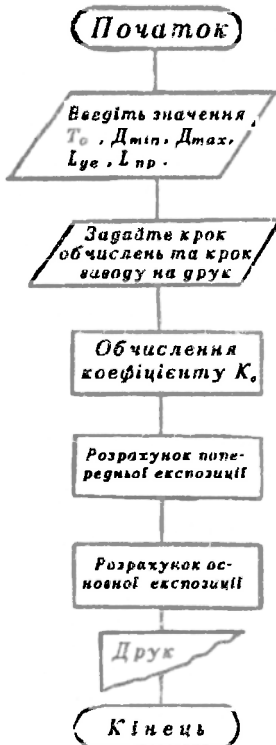 Початок
Введіть значення
T₀, Дmin, Дmax,
Lуе, Lпр.
Задайте крок
обчислень та крок
виводу на друк
Обчислення
коефіцієнту K₀
Розрахунок попе-
редньої експозиції
Розрахунок ос-
новної експозиції
Друк
Кінець